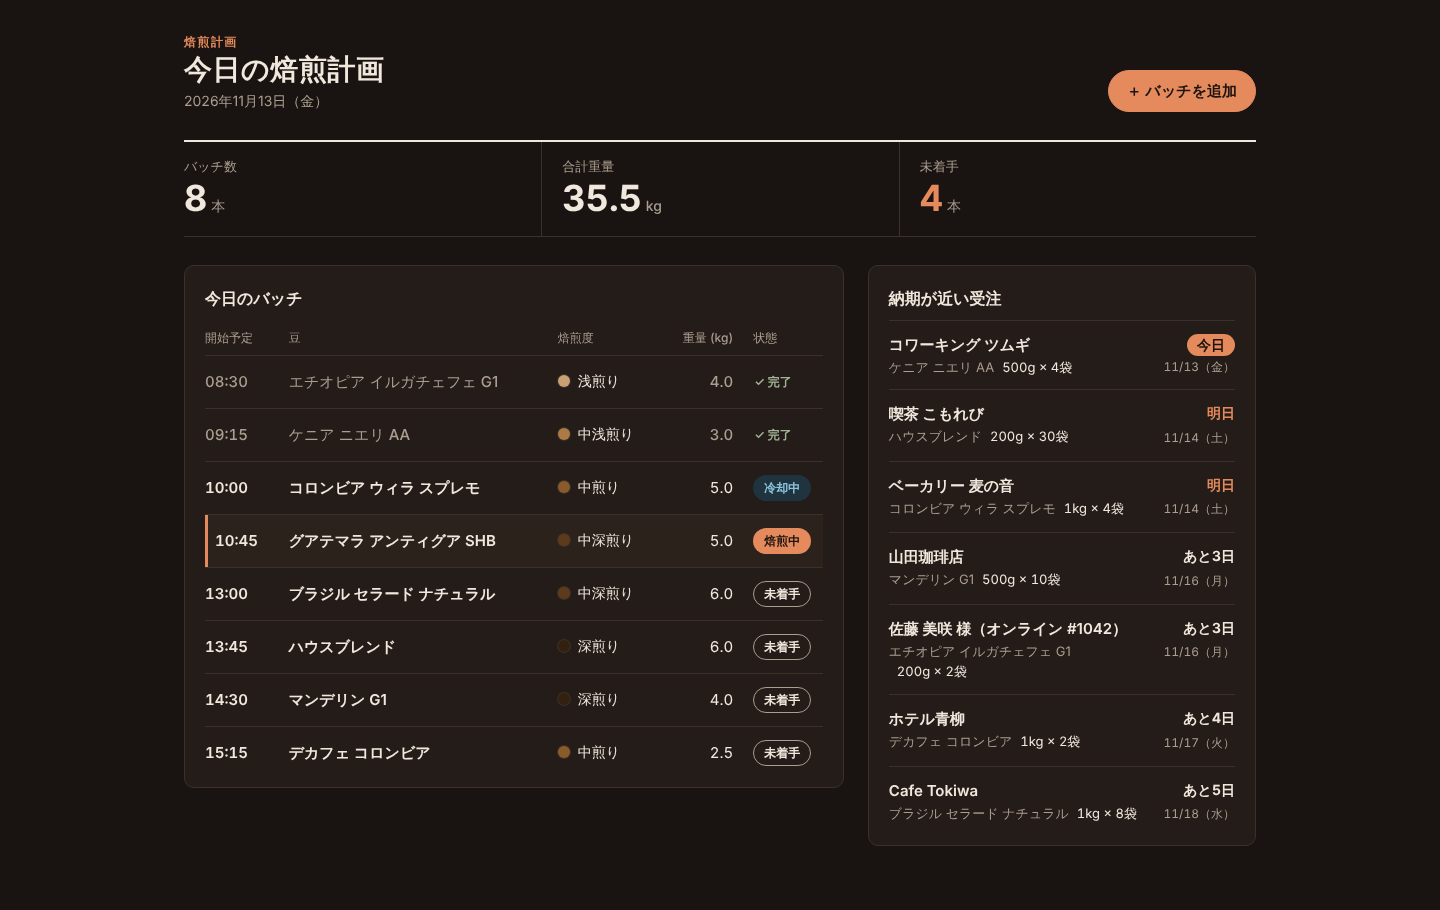 焙煎計画
今日の焙煎計画
2026年11月13日（金）
＋ バッチを追加
バッチ数
8 本
合計重量
35.5 kg
未着手
4 本
今日のバッチ
開始予定 豆 焙煎度 重量 (kg) 状態
08:30 エチオピア イルガチェフェ G1 浅煎り 4.0 ✓ 完了
09:15 ケニア ニエリ AA 中浅煎り 3.0 ✓ 完了
10:00 コロンビア ウィラ スプレモ 中煎り 5.0 冷却中
10:45 グアテマラ アンティグア SHB 中深煎り 5.0 焙煎中
13:00 ブラジル セラード ナチュラル 中深煎り 6.0 未着手
13:45 ハウスブレンド 深煎り 6.0 未着手
14:30 マンデリン G1 深煎り 4.0 未着手
15:15 デカフェ コロンビア 中煎り 2.5 未着手
納期が近い受注
コワーキング ツムギ 今日
ケニア ニエリ AA 500g × 4袋 11/13（金）
喫茶 こもれび 明日
ハウスブレンド 200g × 30袋 11/14（土）
ベーカリー 麦の音 明日
コロンビア ウィラ スプレモ 1kg × 4袋 11/14（土）
山田珈琲店 あと3日
マンデリン G1 500g × 10袋 11/16（月）
佐藤 美咲 様（オンライン #1042） あと3日
エチオピア イルガチェフェ G1 11/16（月）
200g × 2袋
ホテル青柳 あと4日
デカフェ コロンビア 1kg × 2袋 11/17（火）
Cafe Tokiwa あと5日
ブラジル セラード ナチュラル 1kg × 8袋 11/18（水）